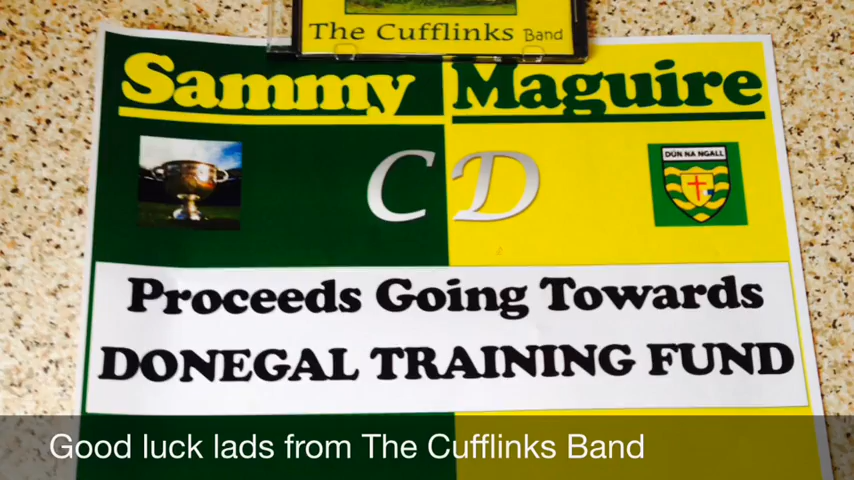 The Cufflinks Band
Sammy Maguire
CD
DÚN NA NGALL
Proceeds Going Towards
DONEGAL TRAINING FUND
Good luck lads from The Cufflinks Band